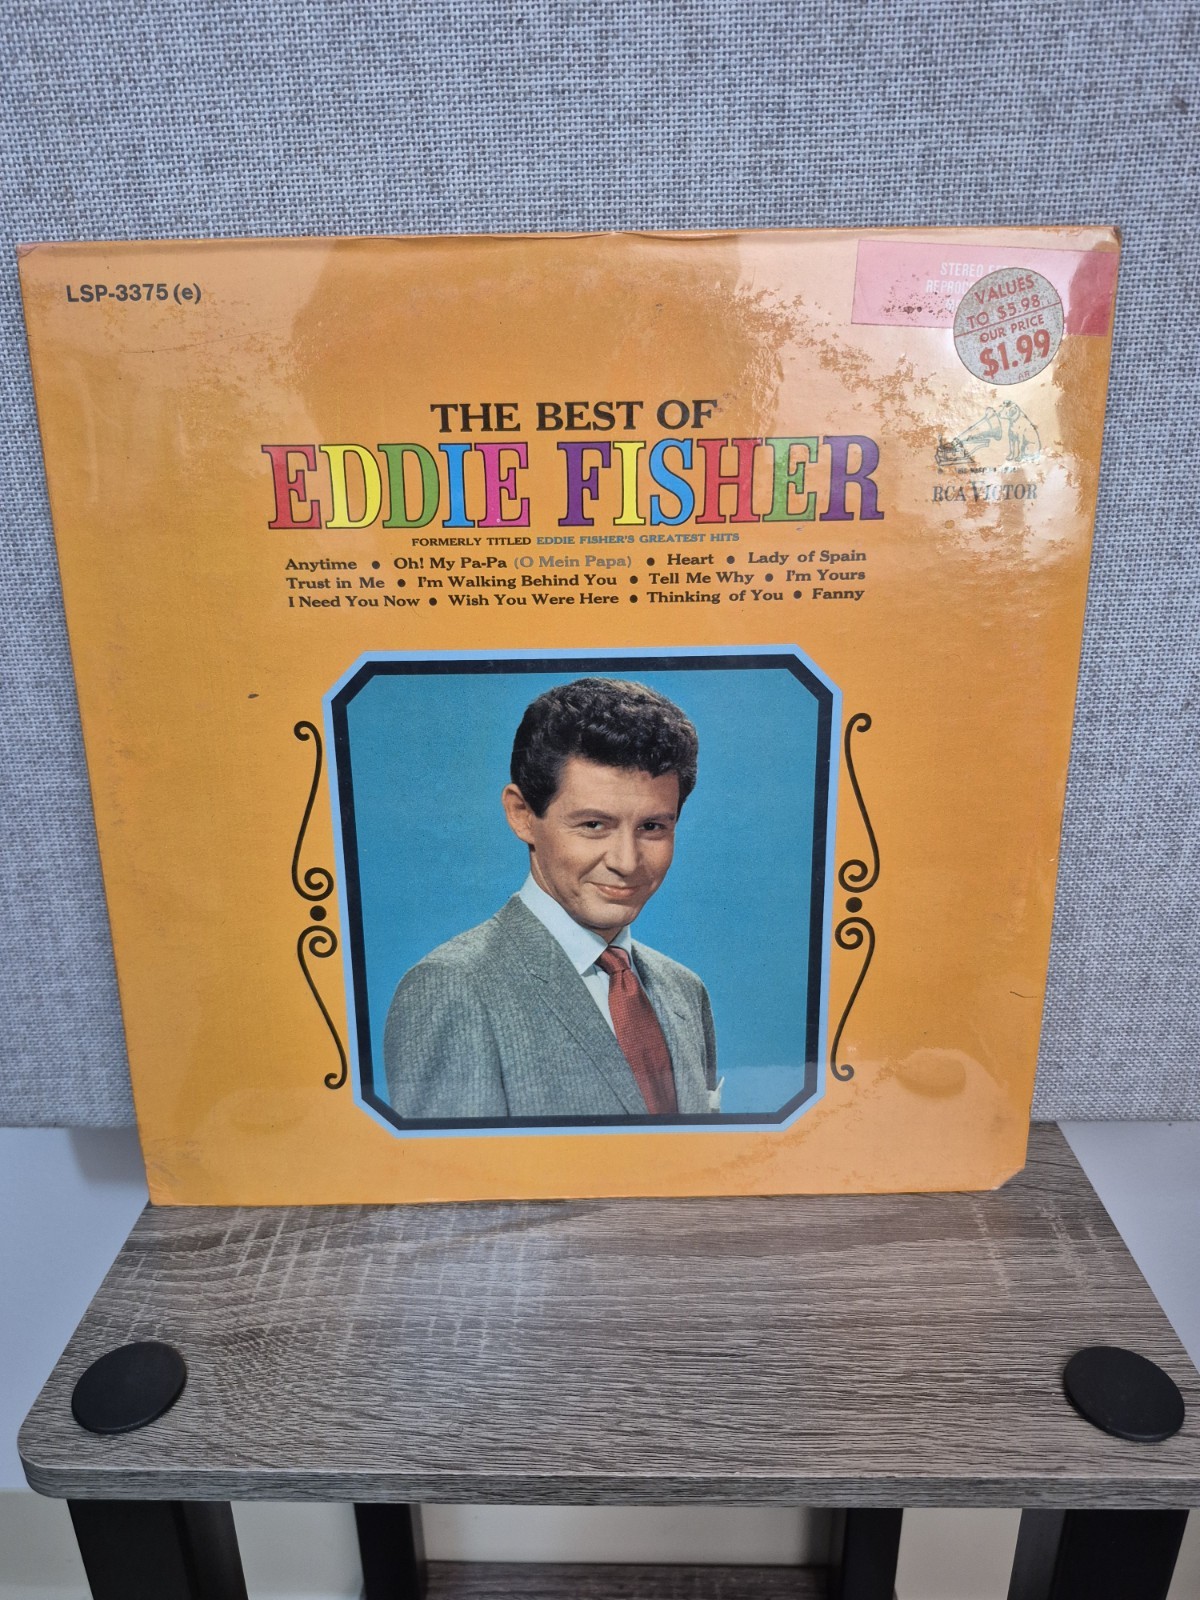 LSP-3375 (e)
STEREO
VALUES
TO $5.98
OUR PRICE
$1.99
THE BEST OF
EDDIE FISHER
RCA VICTOR
FORMERLY TITLED EDDIE FISHER'S GREATEST HITS
Anytime • Oh! My Pa-Pa (O Mein Papa) • Heart • Lady of Spain
Trust in Me • I'm Walking Behind You • Tell Me Why • I'm Yours
I Need You Now • Wish You Were Here • Thinking of You • Fanny